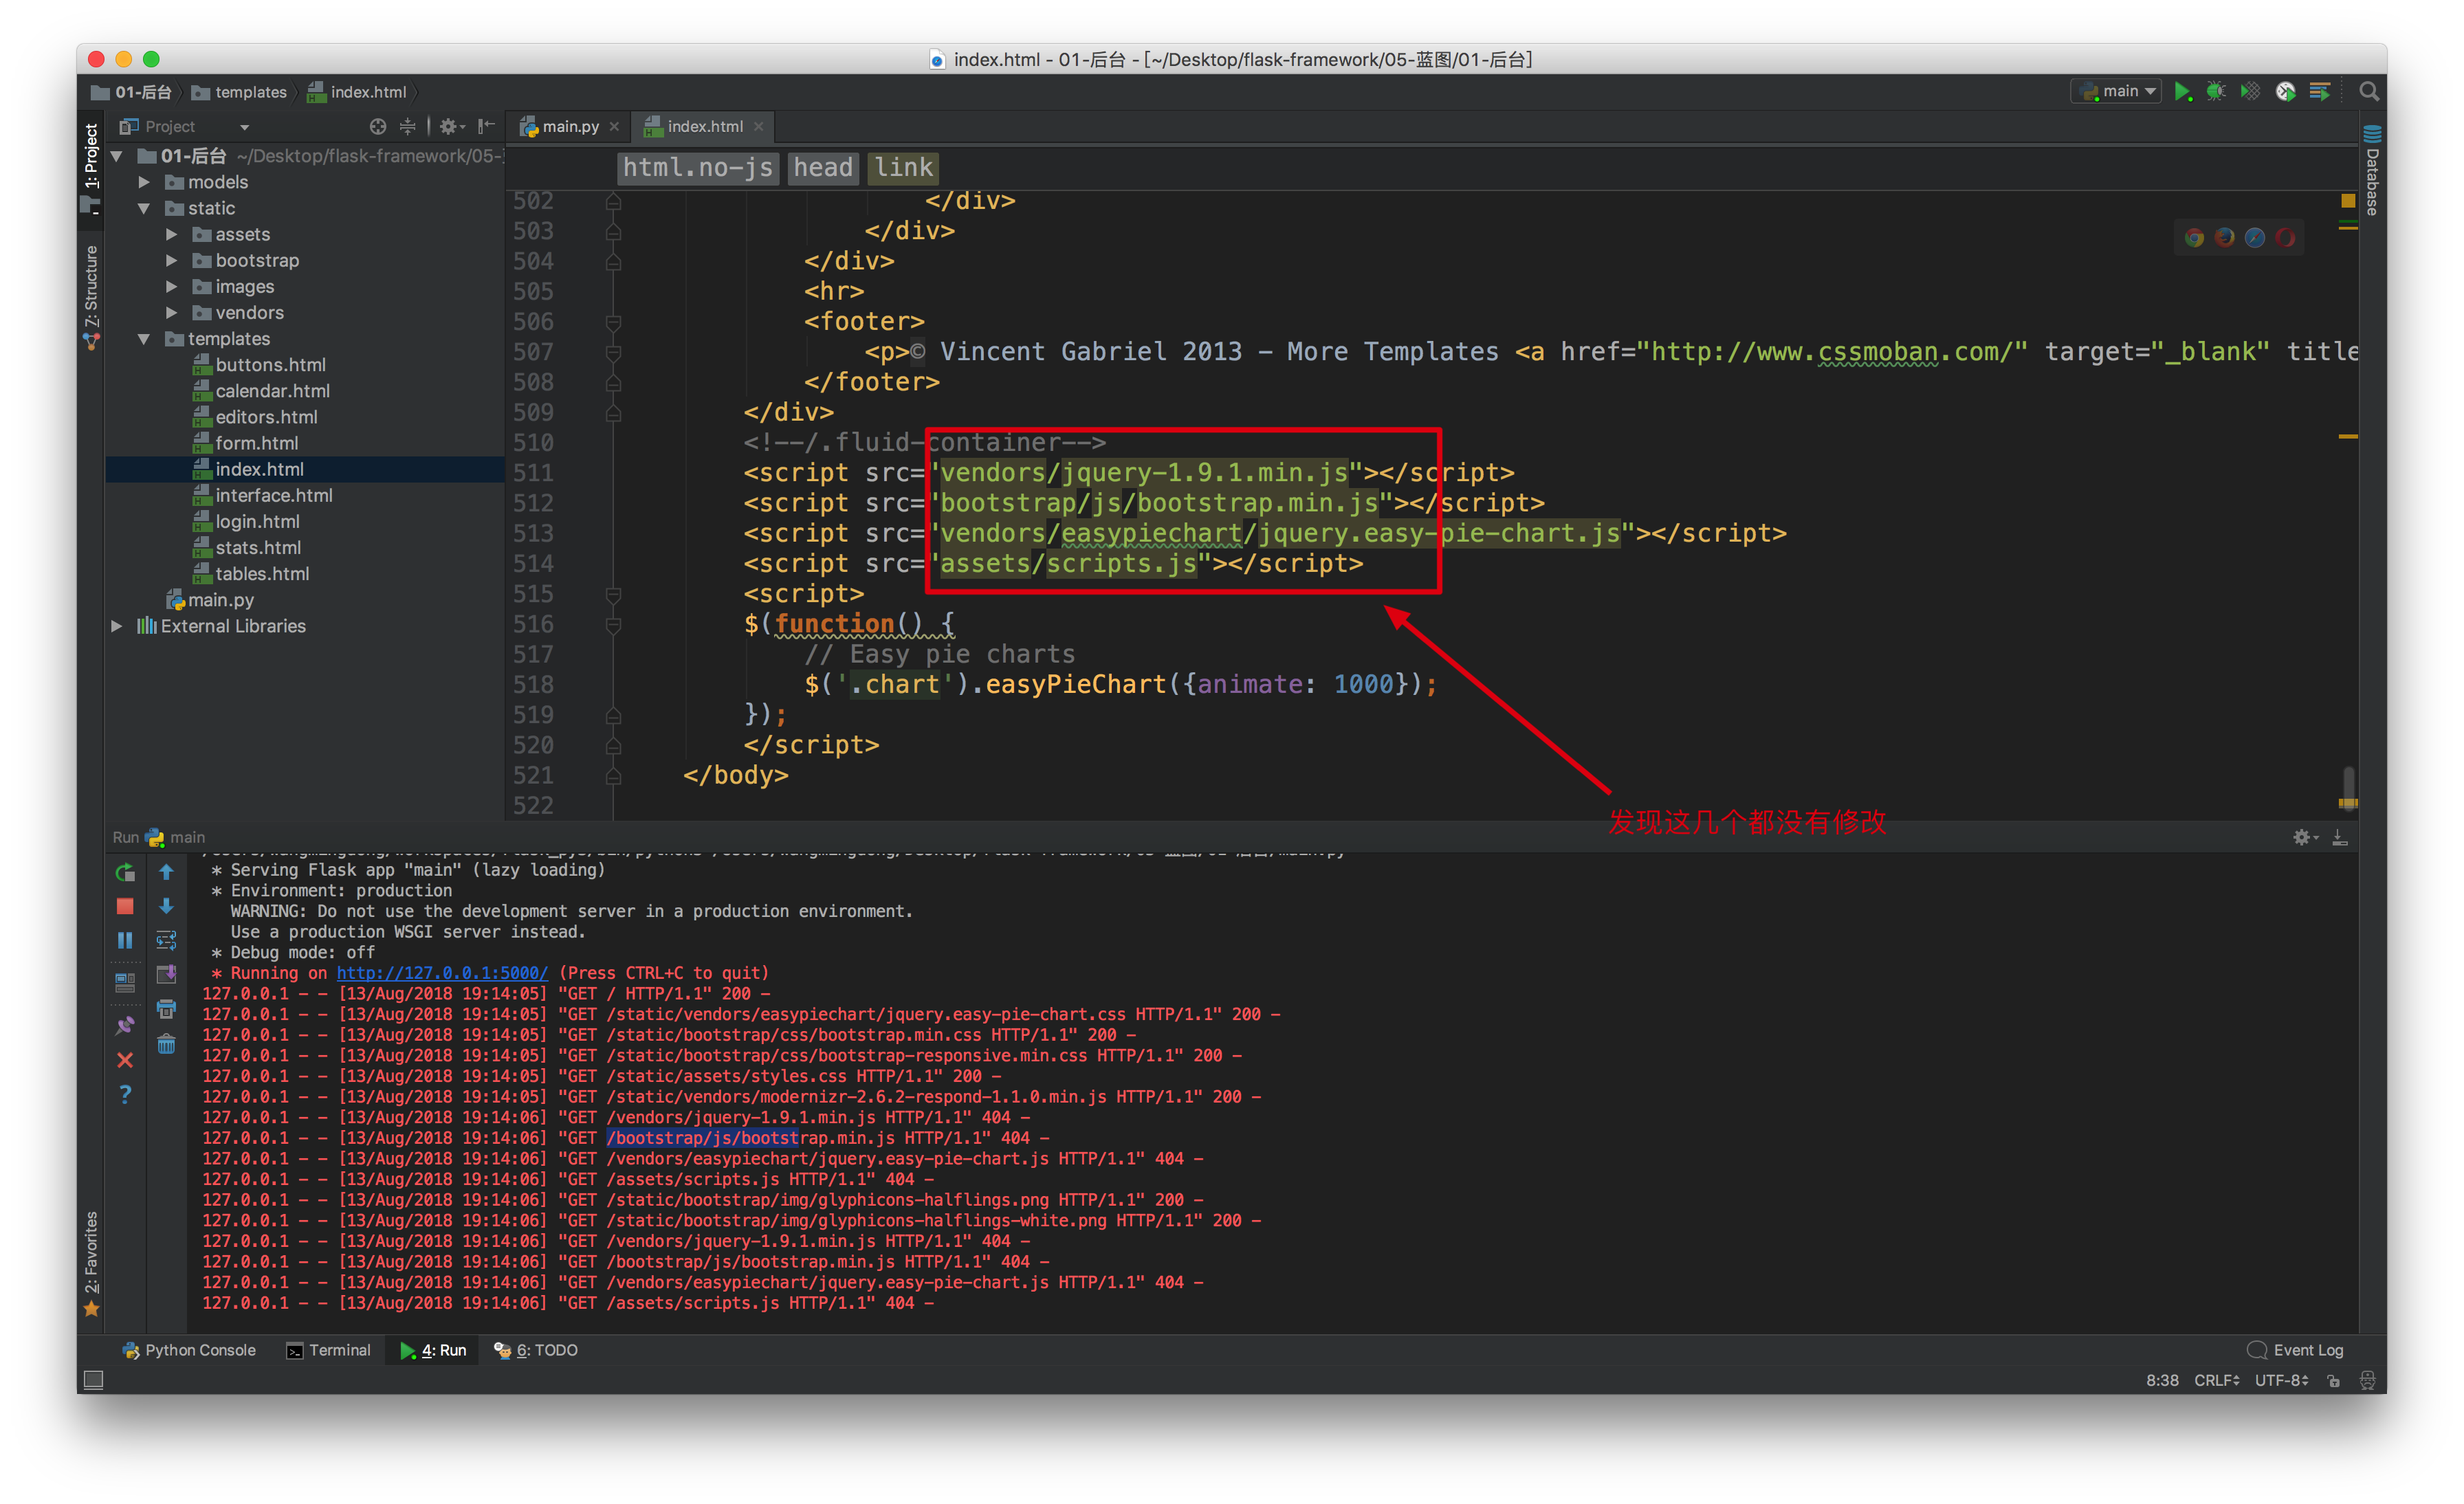 index.html - 01-后台 - [~/Desktop/flask-framework/05-蓝图/01-后台]
01-后台 templates index.html
main
1: Project
Project
main.py
index.html
Database
01-后台 ~/Desktop/flask-framework/05-
html.no-js head link
models
static
assets
bootstrap
images
vendors
templates
buttons.html
calendar.html
editors.html
form.html
index.html
interface.html
login.html
stats.html
tables.html
main.py
External Libraries
Z: Structure
502 </div>
503 </div>
504 </div>
505 <hr>
506 <footer>
507 <p>© Vincent Gabriel 2013 - More Templates <a href="http://www.cssmoban.com/" target="_blank" title
508 </footer>
509 </div>
510 <!--/.fluid-container-->
511 <script src="vendors/jquery-1.9.1.min.js"></script>
512 <script src="bootstrap/js/bootstrap.min.js"></script>
513 <script src="vendors/easypiechart/jquery.easy-pie-chart.js"></script>
514 <script src="assets/scripts.js"></script>
515 <script>
516 $(function() {
517 // Easy pie charts
518 $('.chart').easyPieChart({animate: 1000});
519 });
520 </script>
521 </body>
522
发现这几个都没有修改
Run main
* Serving Flask app "main" (lazy loading)
* Environment: production
WARNING: Do not use the development server in a production environment.
Use a production WSGI server instead.
* Debug mode: off
* Running on http://127.0.0.1:5000/ (Press CTRL+C to quit)
127.0.0.1 - - [13/Aug/2018 19:14:05] "GET / HTTP/1.1" 200 -
127.0.0.1 - - [13/Aug/2018 19:14:05] "GET /static/vendors/easypiechart/jquery.easy-pie-chart.css HTTP/1.1" 200 -
127.0.0.1 - - [13/Aug/2018 19:14:05] "GET /static/bootstrap/css/bootstrap.min.css HTTP/1.1" 200 -
127.0.0.1 - - [13/Aug/2018 19:14:05] "GET /static/bootstrap/css/bootstrap-responsive.min.css HTTP/1.1" 200 -
127.0.0.1 - - [13/Aug/2018 19:14:05] "GET /static/assets/styles.css HTTP/1.1" 200 -
127.0.0.1 - - [13/Aug/2018 19:14:05] "GET /static/vendors/modernizr-2.6.2-respond-1.1.0.min.js HTTP/1.1" 200 -
127.0.0.1 - - [13/Aug/2018 19:14:06] "GET /vendors/jquery-1.9.1.min.js HTTP/1.1" 404 -
127.0.0.1 - - [13/Aug/2018 19:14:06] "GET /bootstrap/js/bootstrap.min.js HTTP/1.1" 404 -
127.0.0.1 - - [13/Aug/2018 19:14:06] "GET /vendors/easypiechart/jquery.easy-pie-chart.js HTTP/1.1" 404 -
127.0.0.1 - - [13/Aug/2018 19:14:06] "GET /assets/scripts.js HTTP/1.1" 404 -
127.0.0.1 - - [13/Aug/2018 19:14:06] "GET /static/bootstrap/img/glyphicons-halflings.png HTTP/1.1" 200 -
127.0.0.1 - - [13/Aug/2018 19:14:06] "GET /static/bootstrap/img/glyphicons-halflings-white.png HTTP/1.1" 200 -
127.0.0.1 - - [13/Aug/2018 19:14:06] "GET /vendors/jquery-1.9.1.min.js HTTP/1.1" 404 -
127.0.0.1 - - [13/Aug/2018 19:14:06] "GET /bootstrap/js/bootstrap.min.js HTTP/1.1" 404 -
127.0.0.1 - - [13/Aug/2018 19:14:06] "GET /vendors/easypiechart/jquery.easy-pie-chart.js HTTP/1.1" 404 -
127.0.0.1 - - [13/Aug/2018 19:14:06] "GET /assets/scripts.js HTTP/1.1" 404 -
2: Favorites
Python Console Terminal 4: Run 6: TODO Event Log
8:38 CRLF UTF-8